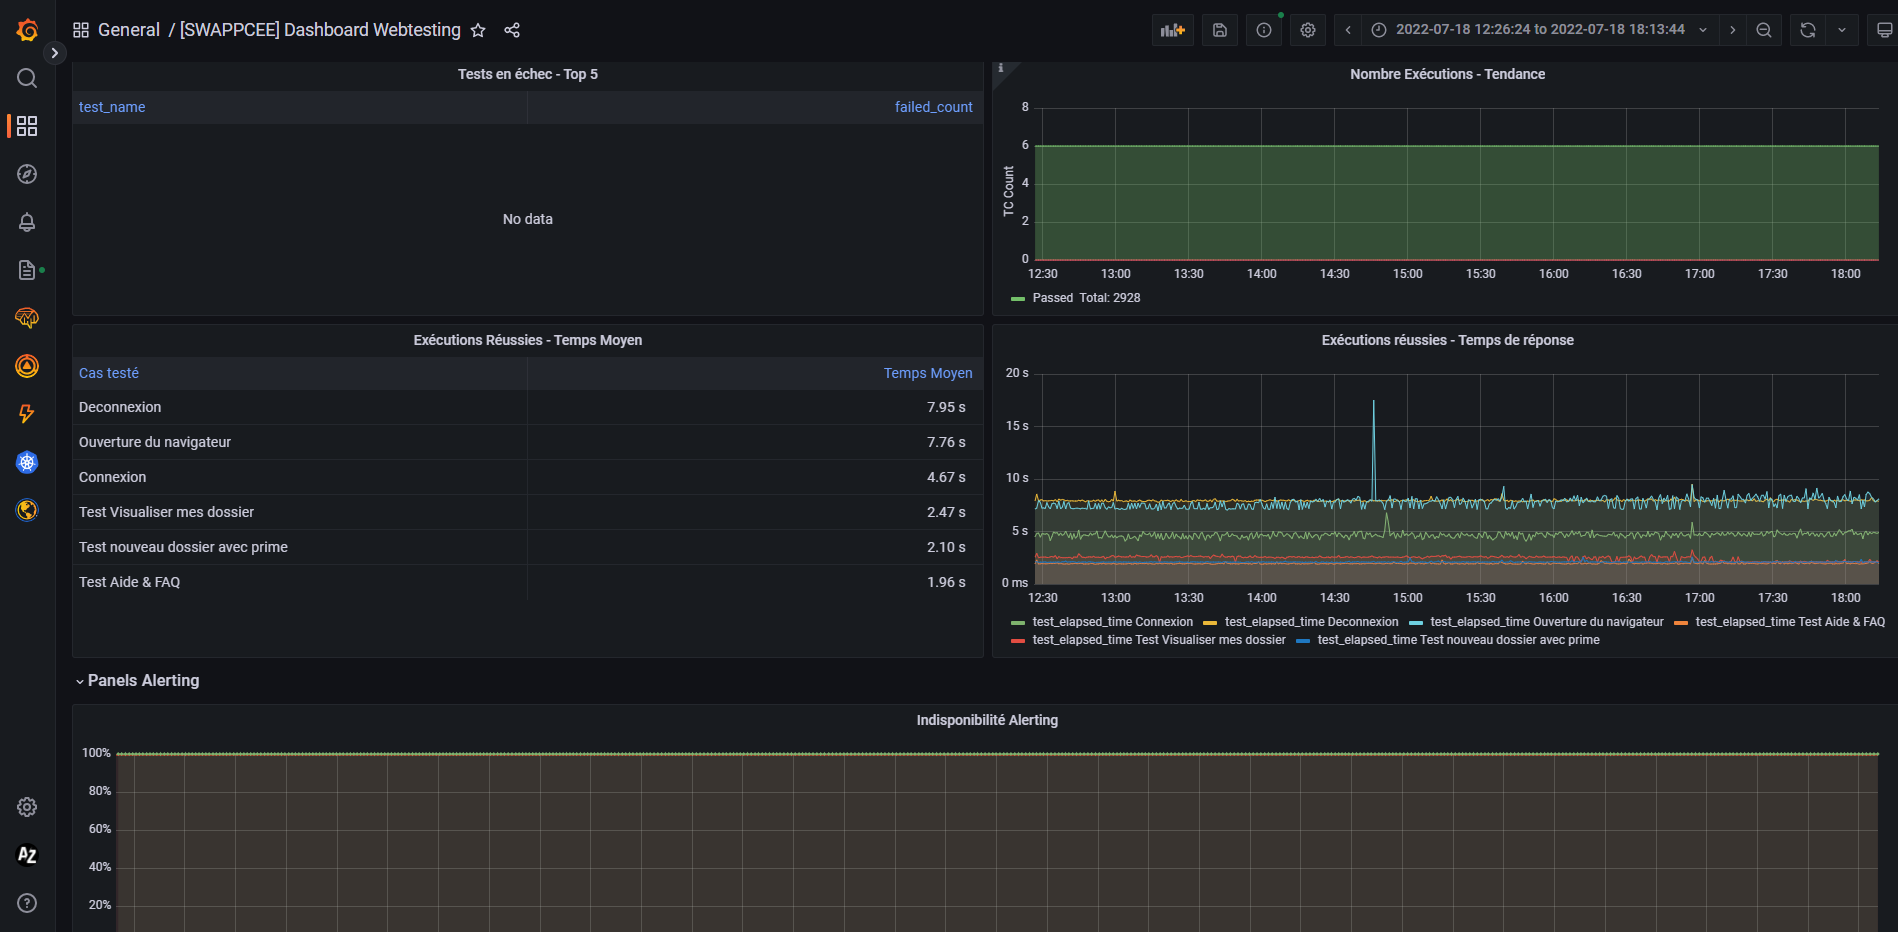 General / [SWAPPCEE] Dashboard Webtesting
2022-07-18 12:26:24 to 2022-07-18 18:13:44
Tests en échec - Top 5
test_name failed_count
No data
i
Nombre Exécutions - Tendance
TC Count
8
6
4
2
0
12:30 13:00 13:30 14:00 14:30 15:00 15:30 16:00 16:30 17:00 17:30 18:00
Passed Total: 2928
Exécutions Réussies - Temps Moyen
Cas testé Temps Moyen
Deconnexion 7.95 s
Ouverture du navigateur 7.76 s
Connexion 4.67 s
Test Visualiser mes dossier 2.47 s
Test nouveau dossier avec prime 2.10 s
Test Aide & FAQ 1.96 s
Exécutions réussies - Temps de réponse
20 s
15 s
10 s
5 s
0 ms
12:30 13:00 13:30 14:00 14:30 15:00 15:30 16:00 16:30 17:00 17:30 18:00
test_elapsed_time Connexion test_elapsed_time Deconnexion test_elapsed_time Ouverture du navigateur test_elapsed_time Test Aide & FAQ
test_elapsed_time Test Visualiser mes dossier test_elapsed_time Test nouveau dossier avec prime
Panels Alerting
Indisponibilité Alerting
100%
80%
60%
40%
20%
AZ